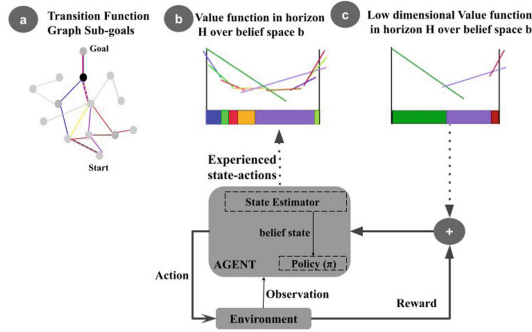 a
Transition Function
Graph Sub-goals
Goal
Start
b
Value function in horizon
H over belief space b
c
Low dimensional Value function
in horizon H over belief space b
Experienced
state-actions
State Estimator
belief state
AGENT
Policy (π)
+
Action
Observation
Reward
Environment